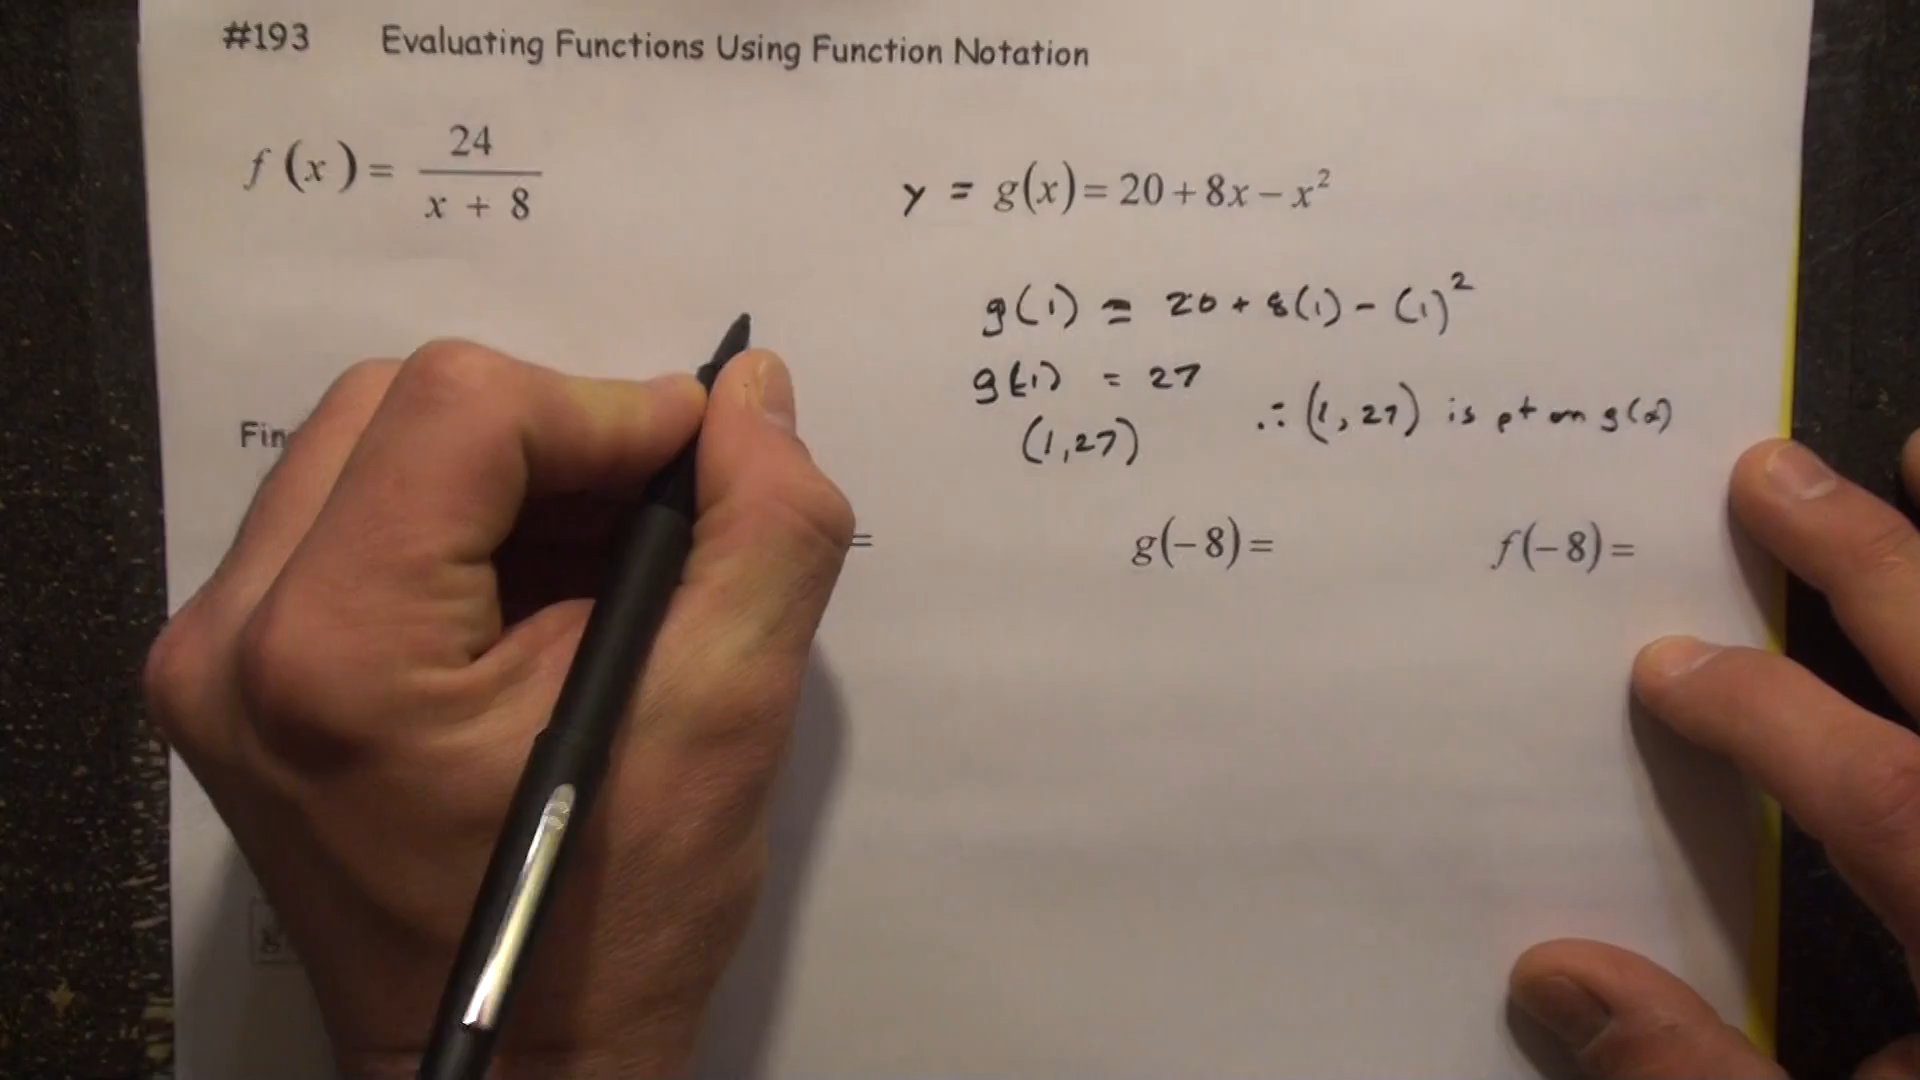 #193 Evaluating Functions Using Function Notation
f(x) = 24 / (x + 8)
y = g(x) = 20 + 8x − x²
g(1) = 20 + 8(1) − (1)²
g(1) = 27
(1,27) ∴ (1, 27) is pt on g(x)
= g(−8) = f(−8) =